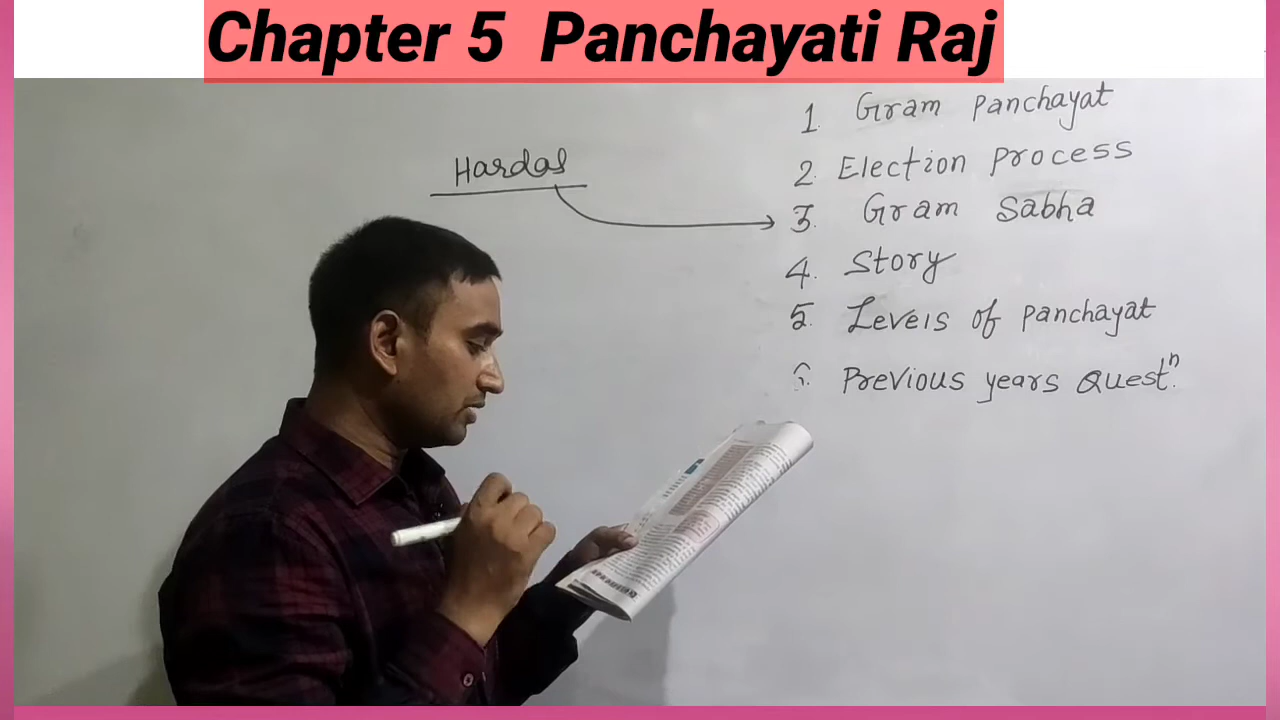 Chapter 5 Panchayati Raj
Hardas
1. Gram Panchayat
2. Election process
3. Gram Sabha
4. Story
5. Levels of panchayat
6. Previous years Questⁿ.